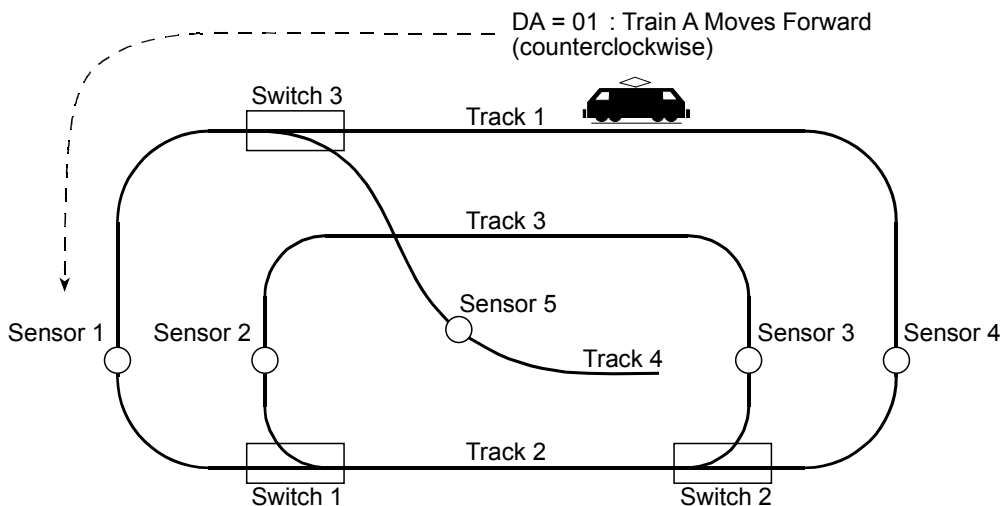 DA = 01 : Train A Moves Forward
(counterclockwise)
Switch 3
Track 1
Track 3
Sensor 1
Sensor 2
Sensor 5
Sensor 3
Sensor 4
Track 4
Track 2
Switch 1
Switch 2